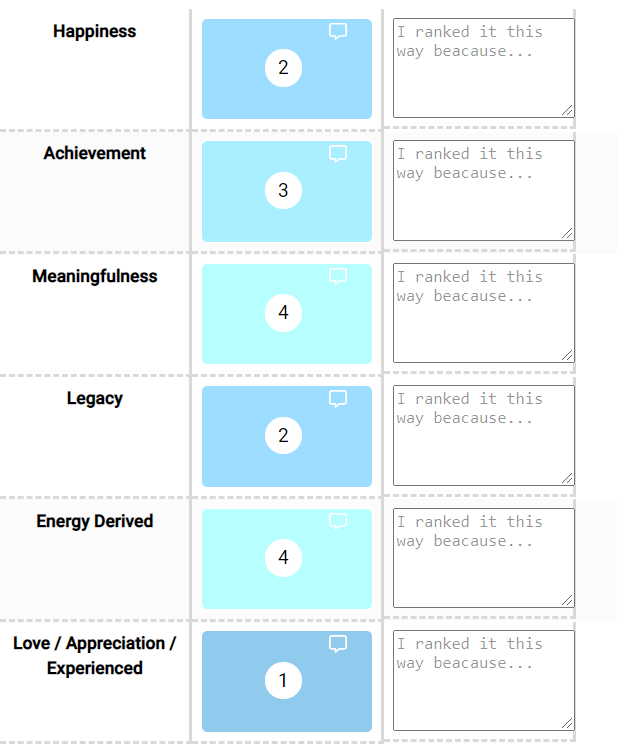 Happiness
2
I ranked it this
way beacause...
Achievement
3
I ranked it this
way beacause...
Meaningfulness
4
I ranked it this
way beacause...
Legacy
2
I ranked it this
way beacause...
Energy Derived
4
I ranked it this
way beacause...
Love / Appreciation /
Experienced
1
I ranked it this
way beacause...